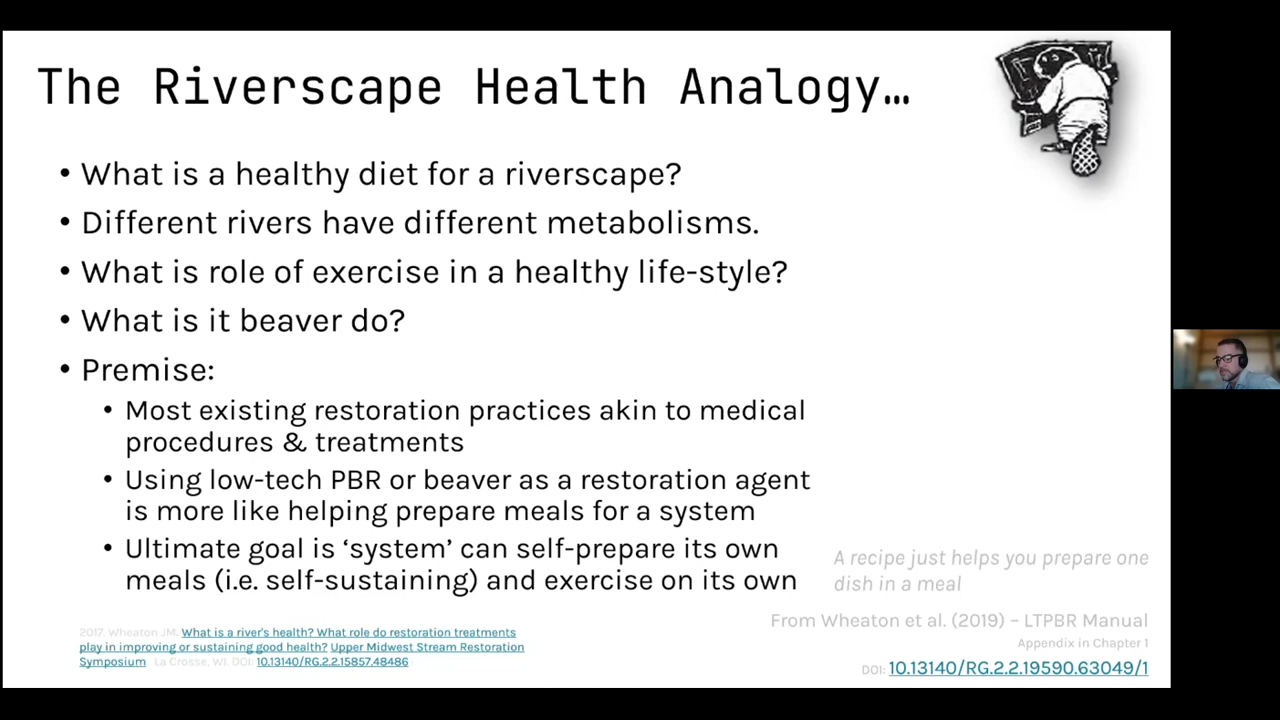 The Riverscape Health Analogy…
• What is a healthy diet for a riverscape?
• Different rivers have different metabolisms.
• What is role of exercise in a healthy life-style?
• What is it beaver do?
• Premise:
• Most existing restoration practices akin to medical
procedures & treatments
• Using low-tech PBR or beaver as a restoration agent
is more like helping prepare meals for a system
• Ultimate goal is ‘system’ can self-prepare its own
meals (i.e. self-sustaining) and exercise on its own
A recipe just helps you prepare one
dish in a meal
From Wheaton et al. (2019) – LTPBR Manual
Appendix in Chapter 1
DOI: 10.13140/RG.2.2.19590.63049/1
2017. Wheaton JM. What is a river's health? What role do restoration treatments
play in improving or sustaining good health? Upper Midwest Stream Restoration
Symposium La Crosse, WI. DOI: 10.13140/RG.2.2.15857.48486